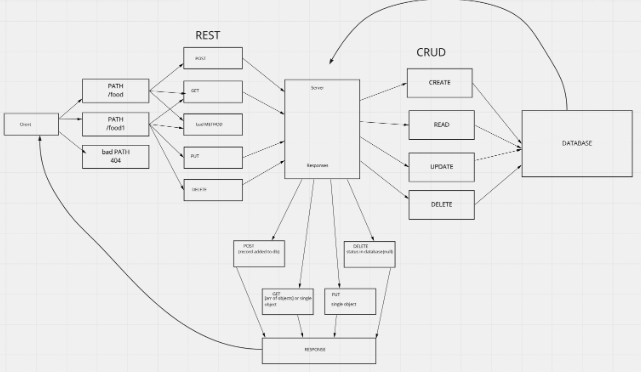 REST
CRUD
POST
GET
bad METHOD
PUT
DELETE
PATH
/food
PATH
/food1
bad PATH
404
Client
Server
Responses
CREATE
READ
UPDATE
DELETE
DATABASE
POST
(record added to db)
DELETE
(status in database(null)
GET
(arr of objects) or single
object
PUT
single object
RESPONSE